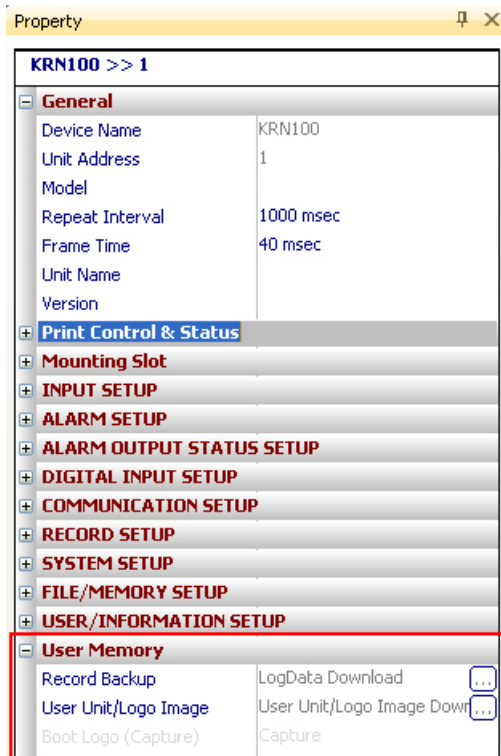 Property
KRN100 >> 1
General
Device Name KRN100
Unit Address 1
Model
Repeat Interval 1000 msec
Frame Time 40 msec
Unit Name
Version
Print Control & Status
Mounting Slot
INPUT SETUP
ALARM SETUP
ALARM OUTPUT STATUS SETUP
DIGITAL INPUT SETUP
COMMUNICATION SETUP
RECORD SETUP
SYSTEM SETUP
FILE/MEMORY SETUP
USER/INFORMATION SETUP
User Memory
Record Backup LogData Download ...
User Unit/Logo Image User Unit/Logo Image Down ...
Boot Logo (Capture) Capture